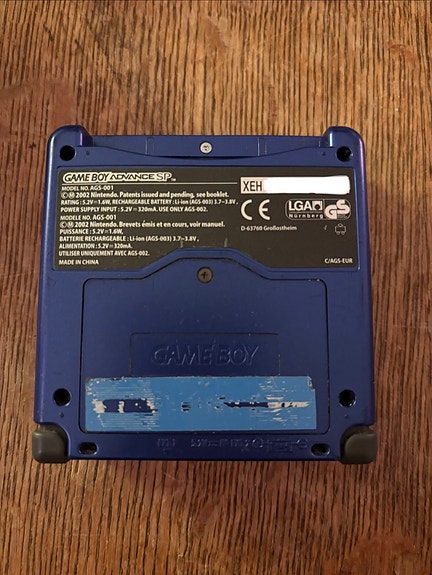 GAME BOY ADVANCE SP
MODEL NO. AGS-001
©Ⓜ 2002 Nintendo. Patents issued and pending, see booklet.
RATING : 5.2V⎓1.6W, RECHARGEABLE BATTERY : Li-ion (AGS-003) 3.7⎓3.8V,
POWER SUPPLY INPUT : 5.2V⎓320mA. USE ONLY AGS-002.
MODELE NO. AGS-001
©Ⓜ 2002 Nintendo. Brevets émis et en cours, voir manuel.
PUISSANCE : 5.2V⎓1.6W,
BATTERIE RECHARGEABLE : Li-ion (AGS-003) 3.7⎓3.8V,
ALIMENTATION : 5.2V⎓320mA.
UTILISER UNIQUEMENT AVEC AGS-002.
MADE IN CHINA
XEH
CE
LGA
Nürnberg
GS
D-63760 Großostheim
C/AGS-EUR
GAME BOY
EXT. 2